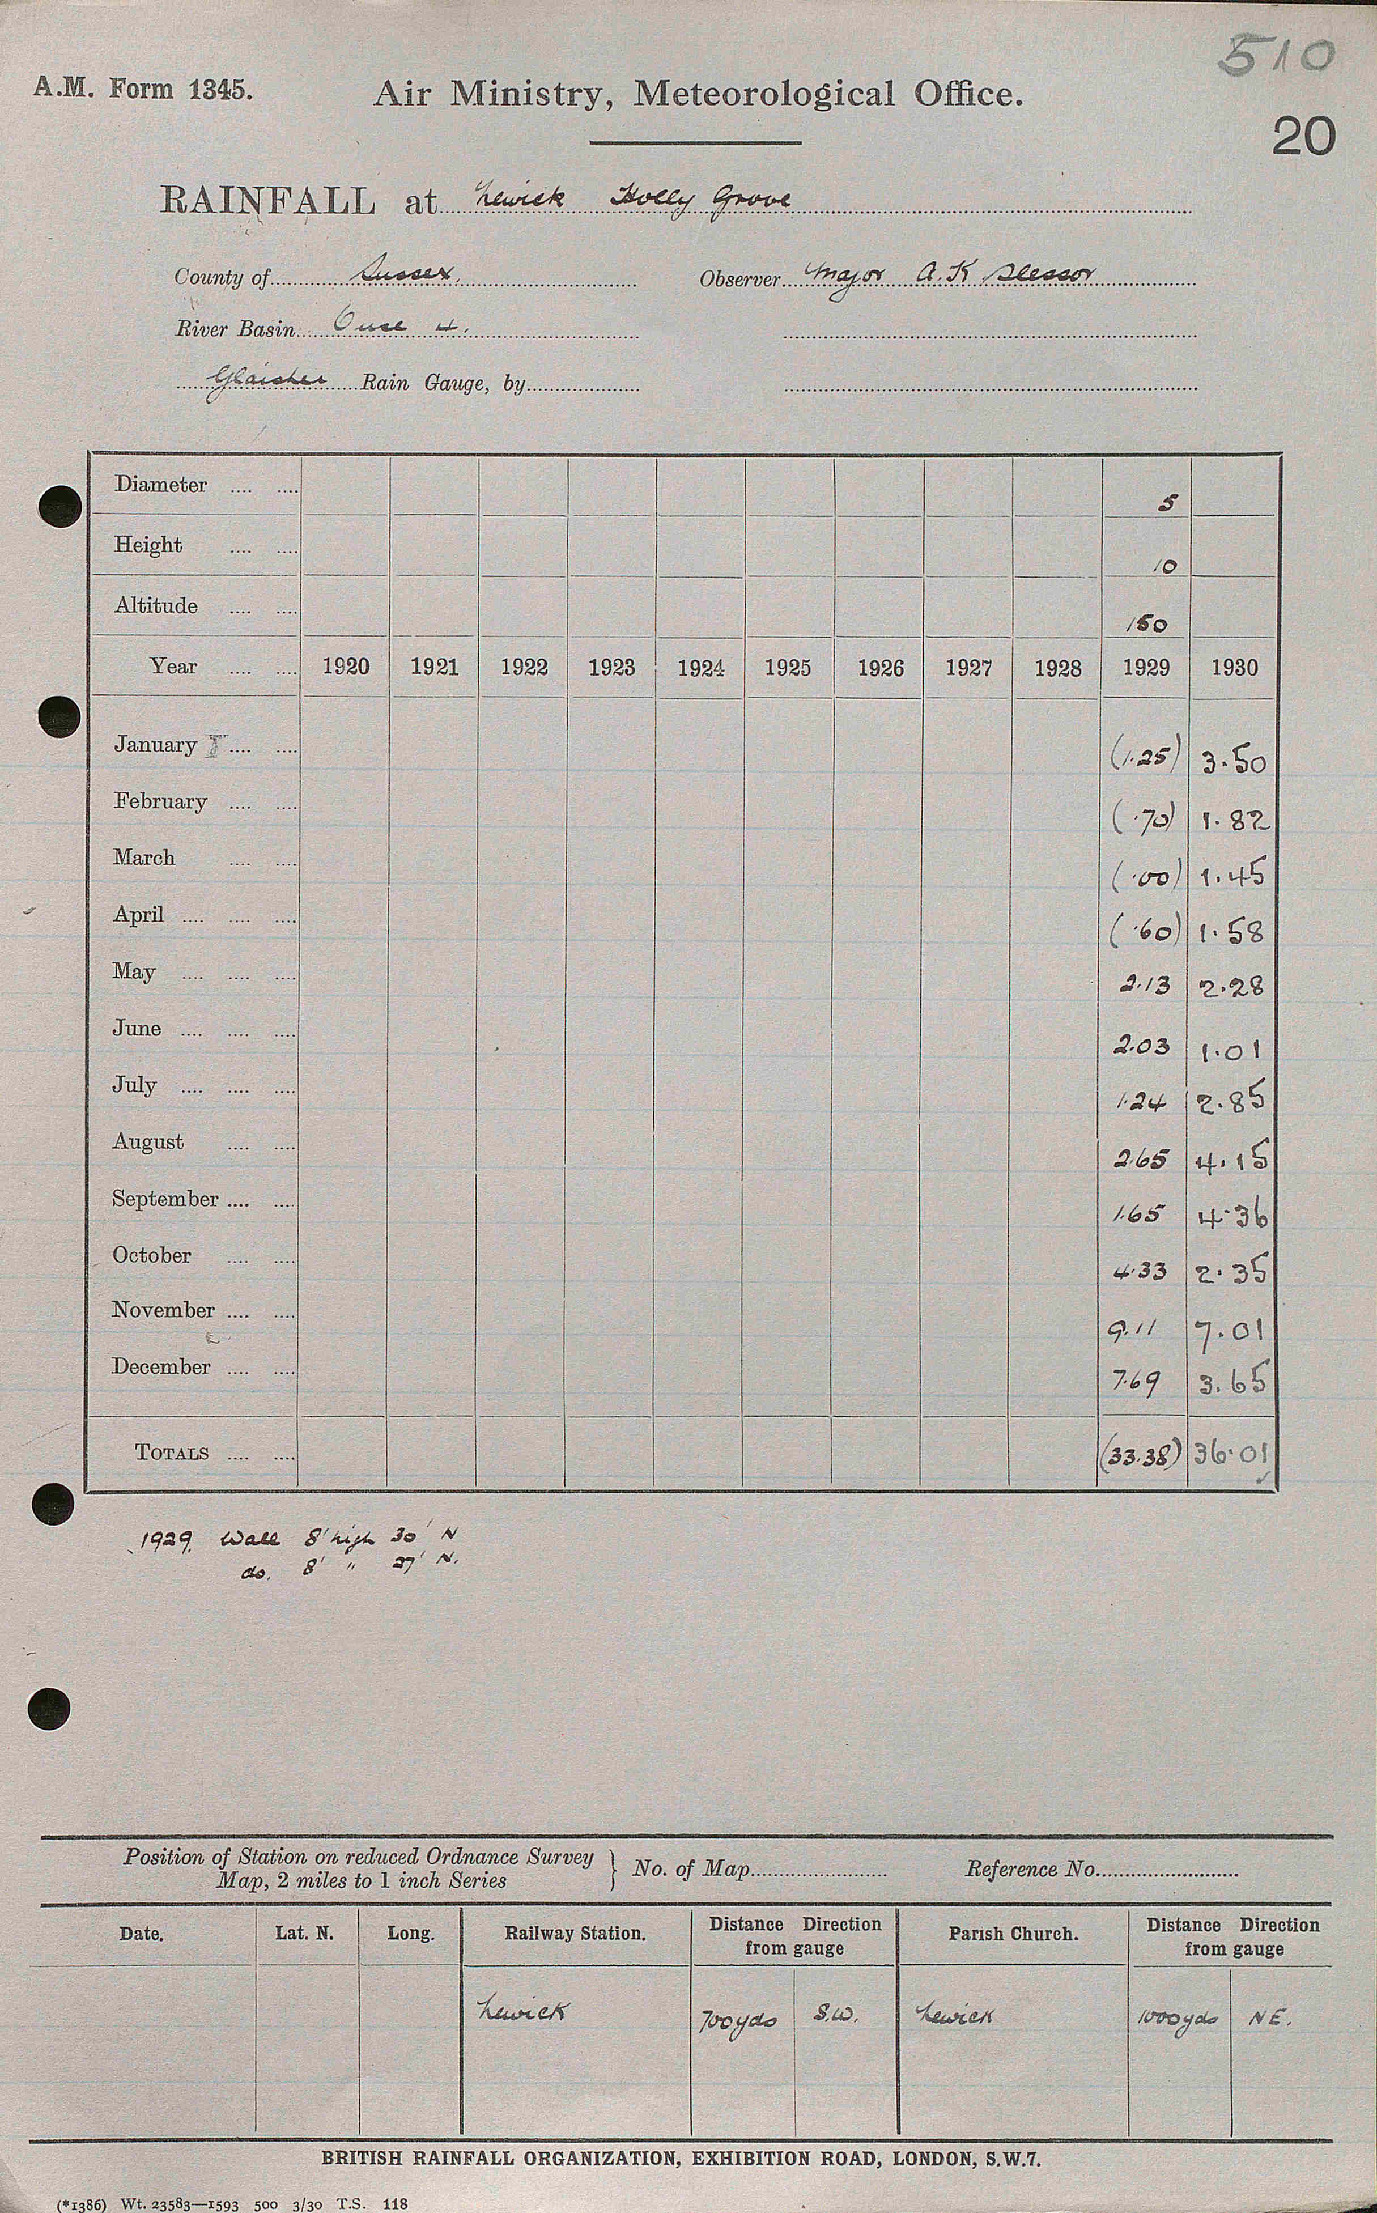 510
A.M. Form 1345. Air Ministry, Meteorological Office.
20
RAINFALL at Newick Holly Grove
County of Sussex. Observer Major A.K Slessor
River Basin Ouse 4.
Glaisher Rain Gauge, by
Diameter .... .... 5
Height .... .... 10
Altitude .... .... 150
Year .... .... 1920 1921 1922 1923 1924 1925 1926 1927 1928 1929 1930
January .... .... (1.25) 3.50
February .... .... (.70) 1.82
March .... .... (.00) 1.45
April .... .... .... (.60) 1.58
May .... .... .... 2.13 2.28
June .... .... .... 2.03 1.01
July .... .... .... 1.24 2.85
August .... .... 2.65 4.15
September .... .... 1.65 4.36
October .... .... 4.33 2.35
November .... .... 9.11 7.01
December .... .... 7.69 3.65
TOTALS .... .... (33.38) 36.01
1929. Wall 8' high 30' N
do. 8' " 27' N.
Position of Station on reduced Ordnance Survey
Map, 2 miles to 1 inch Series } No. of Map Reference No.
Date. Lat. N. Long. Railway Station. Distance Direction from gauge Parish Church. Distance Direction from gauge
Newick 700yds S.W. Newick 1000yds NE.
BRITISH RAINFALL ORGANIZATION, EXHIBITION ROAD, LONDON, S.W.7.
(*1386) Wt. 23583—1593 500 3/30 T.S. 118